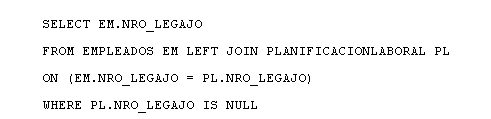 SELECT EM.NRO_LEGAJO
FROM EMPLEADOS EM LEFT JOIN PLANIFICACIONLABORAL PL
ON (EM.NRO_LEGAJO = PL.NRO_LEGAJO)
WHERE PL.NRO_LEGAJO IS NULL